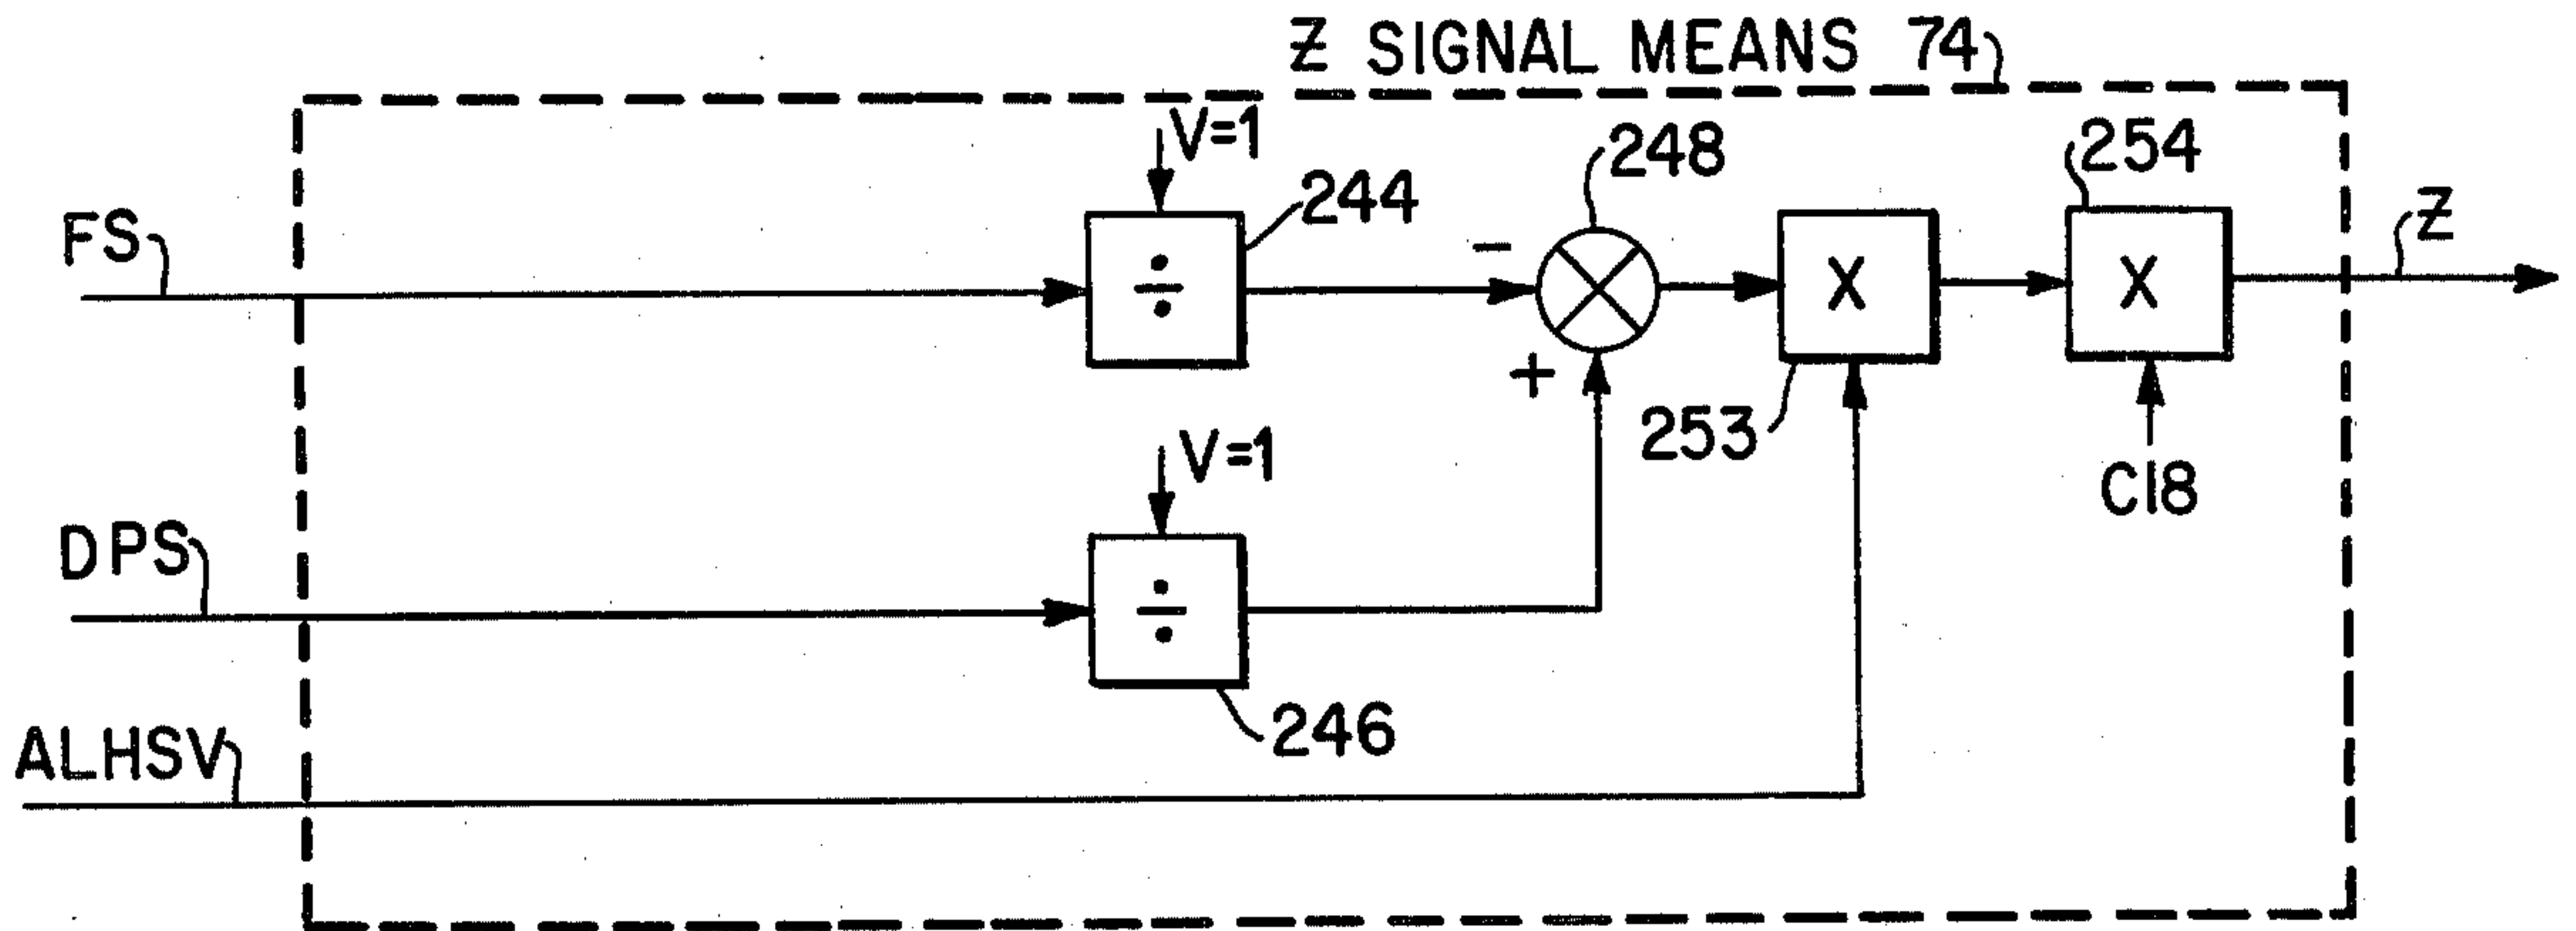 Z SIGNAL MEANS 74
V=1
248
254
244
Z
FS
-
÷
X
X
+
V=1
253
C18
DPS
÷
246
ALHSV